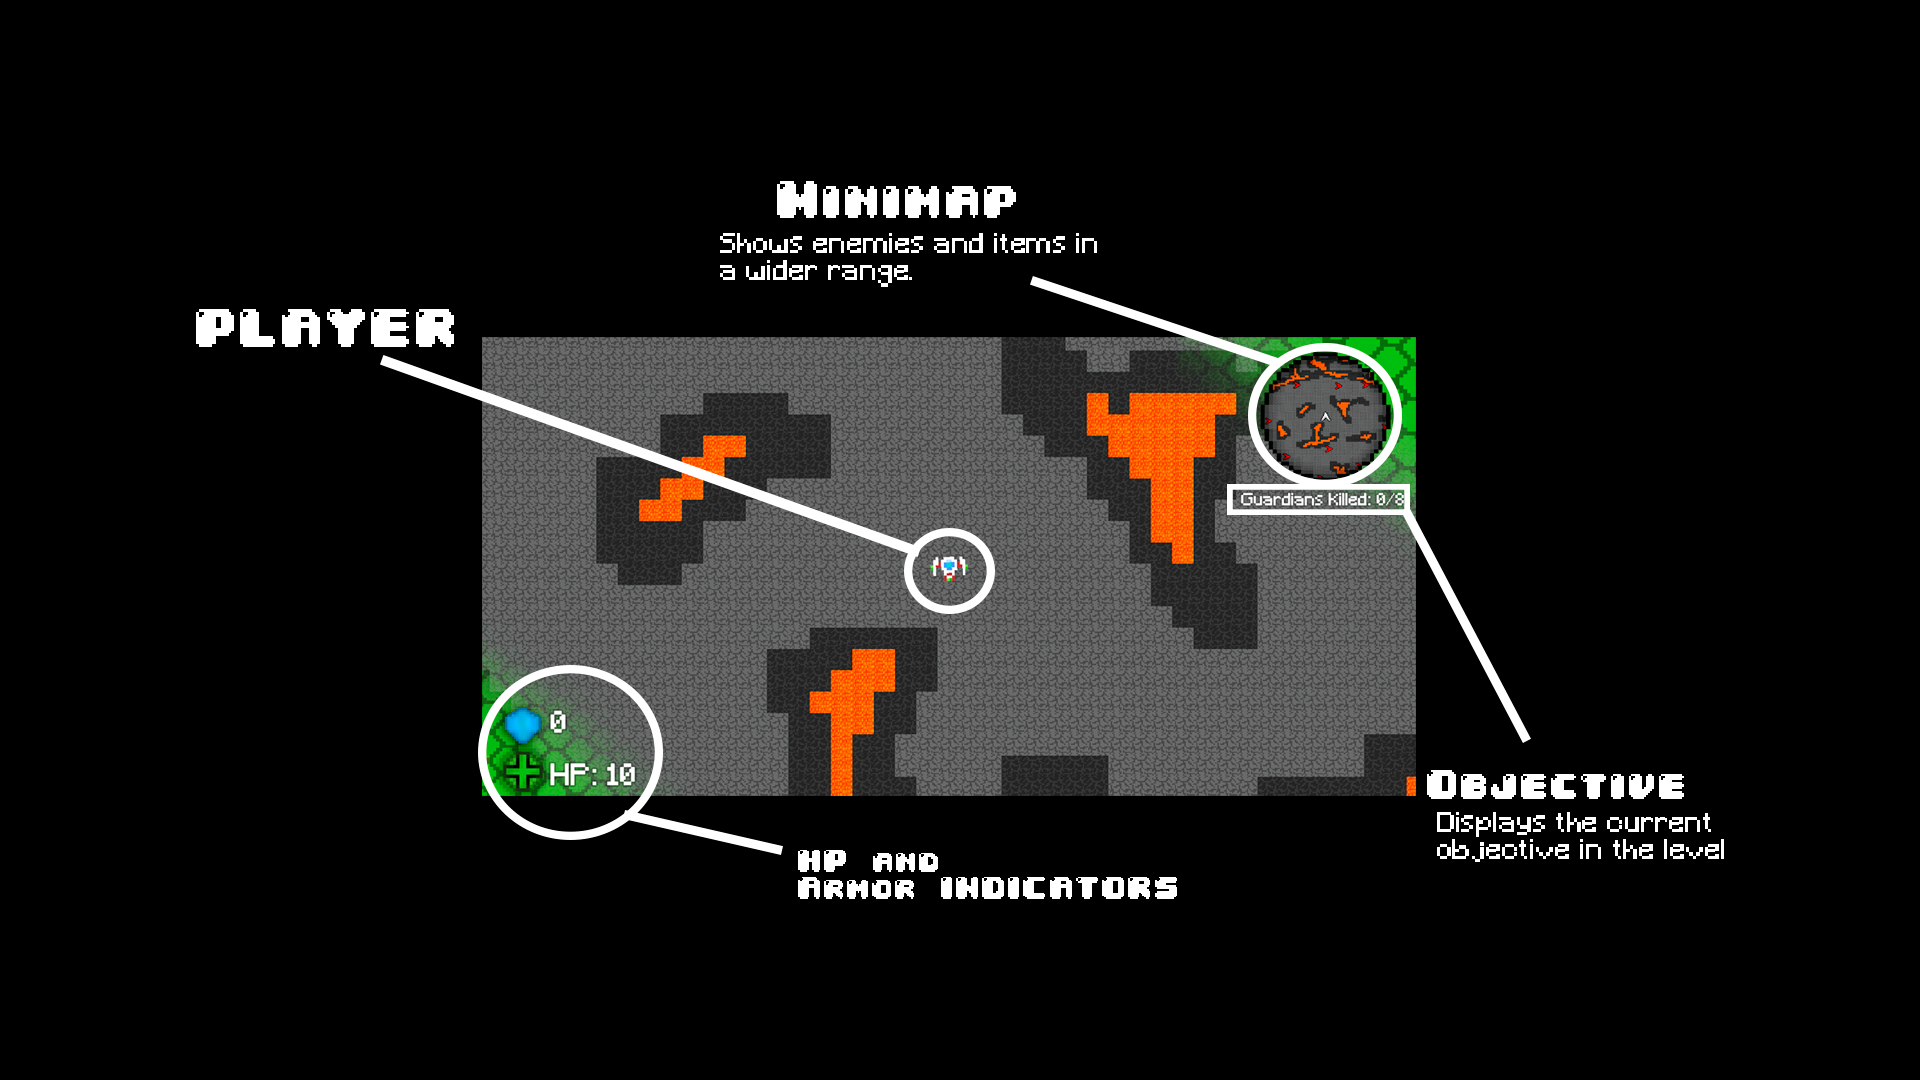 Minimap
Shows enemies and items in
a wider range.
PLAYER
Guardians Killed: 0/8
0
HP: 10
Objective
Displays the current
objective in the level
HP and
Armor INDICATORS